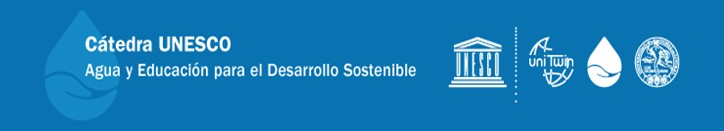 Cátedra UNESCO
Agua y Educación para el Desarrollo Sostenible
UNESCO
uniTwin